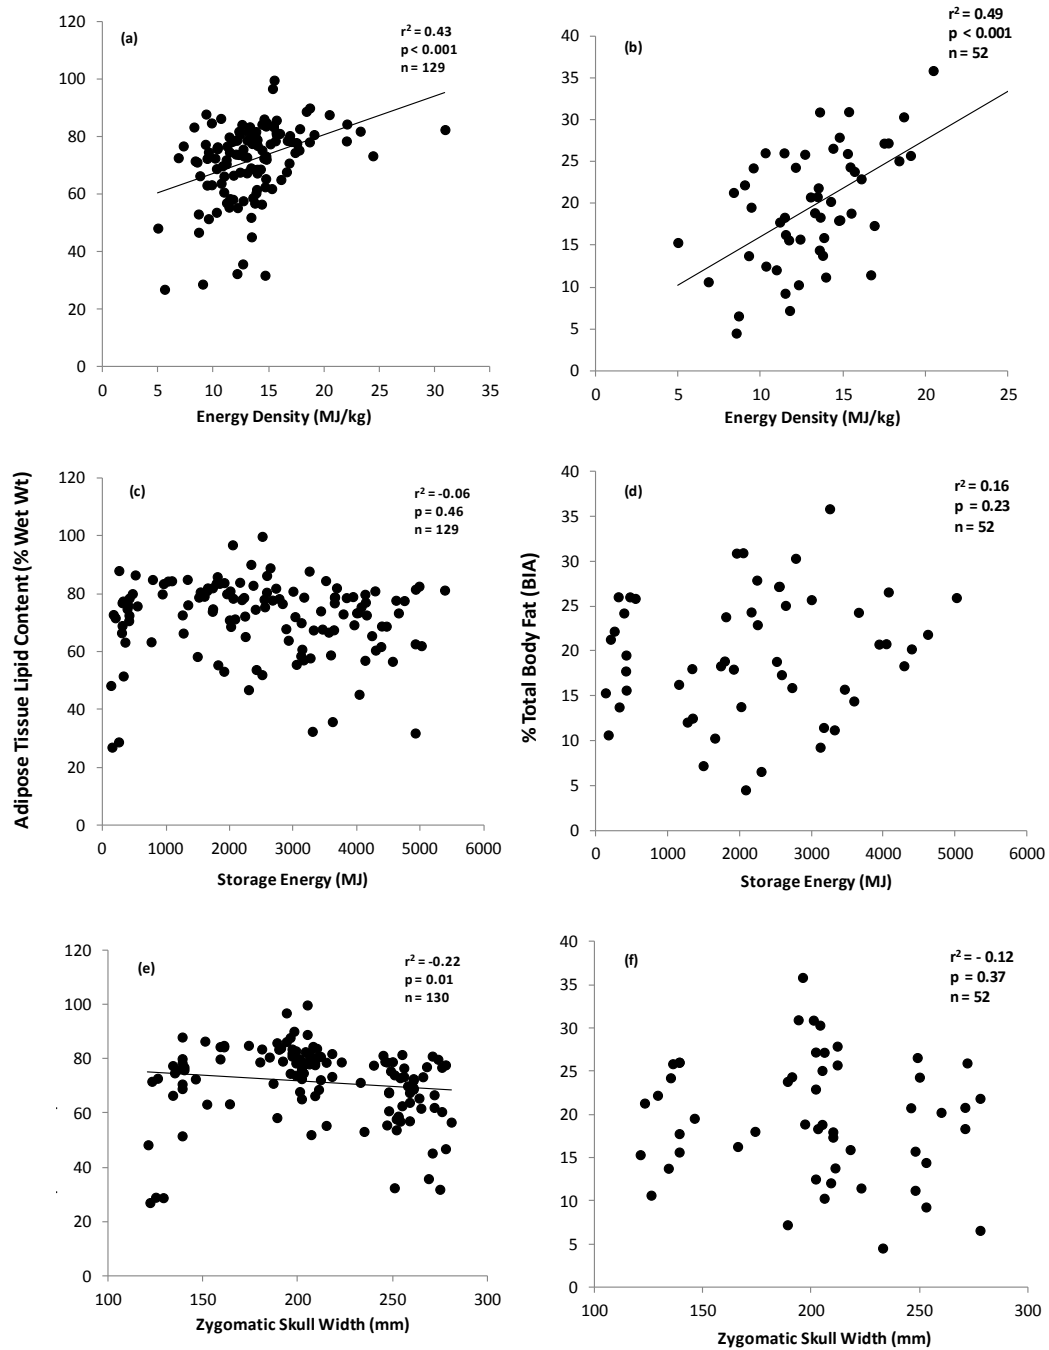 Adipose Tissue Lipid Content (% Wet Wt)
(a)
r² = 0.43
p < 0.001
n = 129
120
100
80
60
40
20
0
0 5 10 15 20 25 30 35
Energy Density (MJ/kg)
(b)
r² = 0.49
p < 0.001
n = 52
40
35
30
25
20
15
10
5
0
0 5 10 15 20 25
Energy Density (MJ/kg)
(c)
r² = -0.06
p = 0.46
n = 129
120
100
80
60
40
20
0
0 1000 2000 3000 4000 5000 6000
Storage Energy (MJ)
% Total Body Fat (BIA)
(d)
r² = 0.16
p = 0.23
n = 52
40
35
30
25
20
15
10
5
0
0 1000 2000 3000 4000 5000 6000
Storage Energy (MJ)
(e)
r² = -0.22
p = 0.01
n = 130
120
100
80
60
40
20
0
100 150 200 250 300
Zygomatic Skull Width (mm)
(f)
r² = - 0.12
p = 0.37
n = 52
40
35
30
25
20
15
10
5
0
100 150 200 250 300
Zygomatic Skull Width (mm)